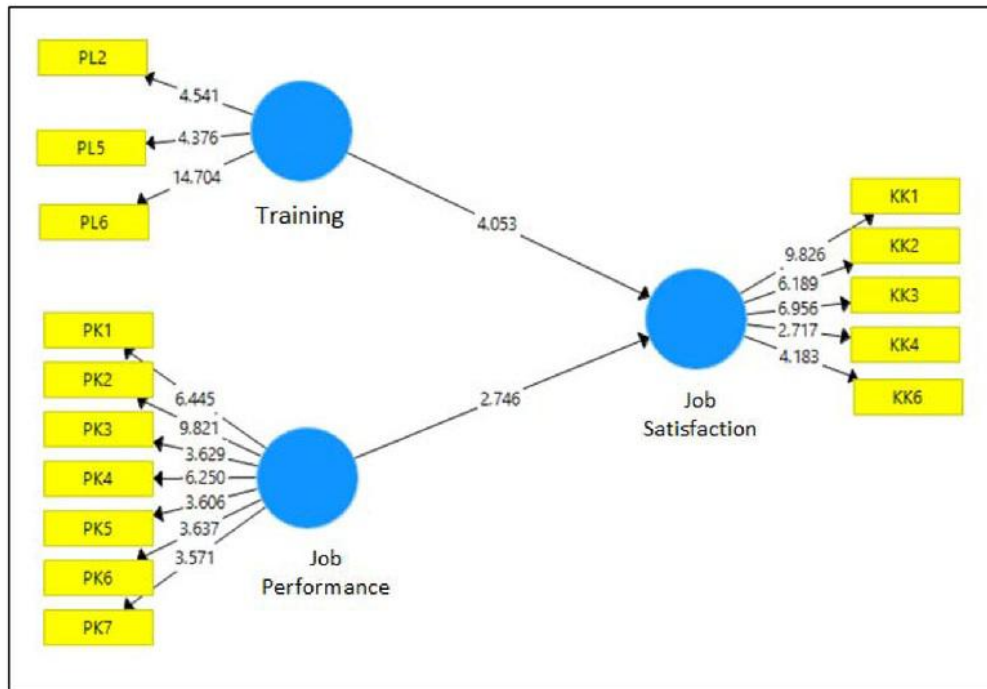 PL2
4.541
PL5
4.376
14.704
PL6
Training
4.053
KK1
9.826
KK2
6.189
KK3
6.956
KK4
2.717
4.183
KK6
Job
Satisfaction
PK1
6.445
PK2
9.821
PK3
3.629
PK4
6.250
PK5
3.606
3.637
PK6
3.571
PK7
2.746
Job
Performance